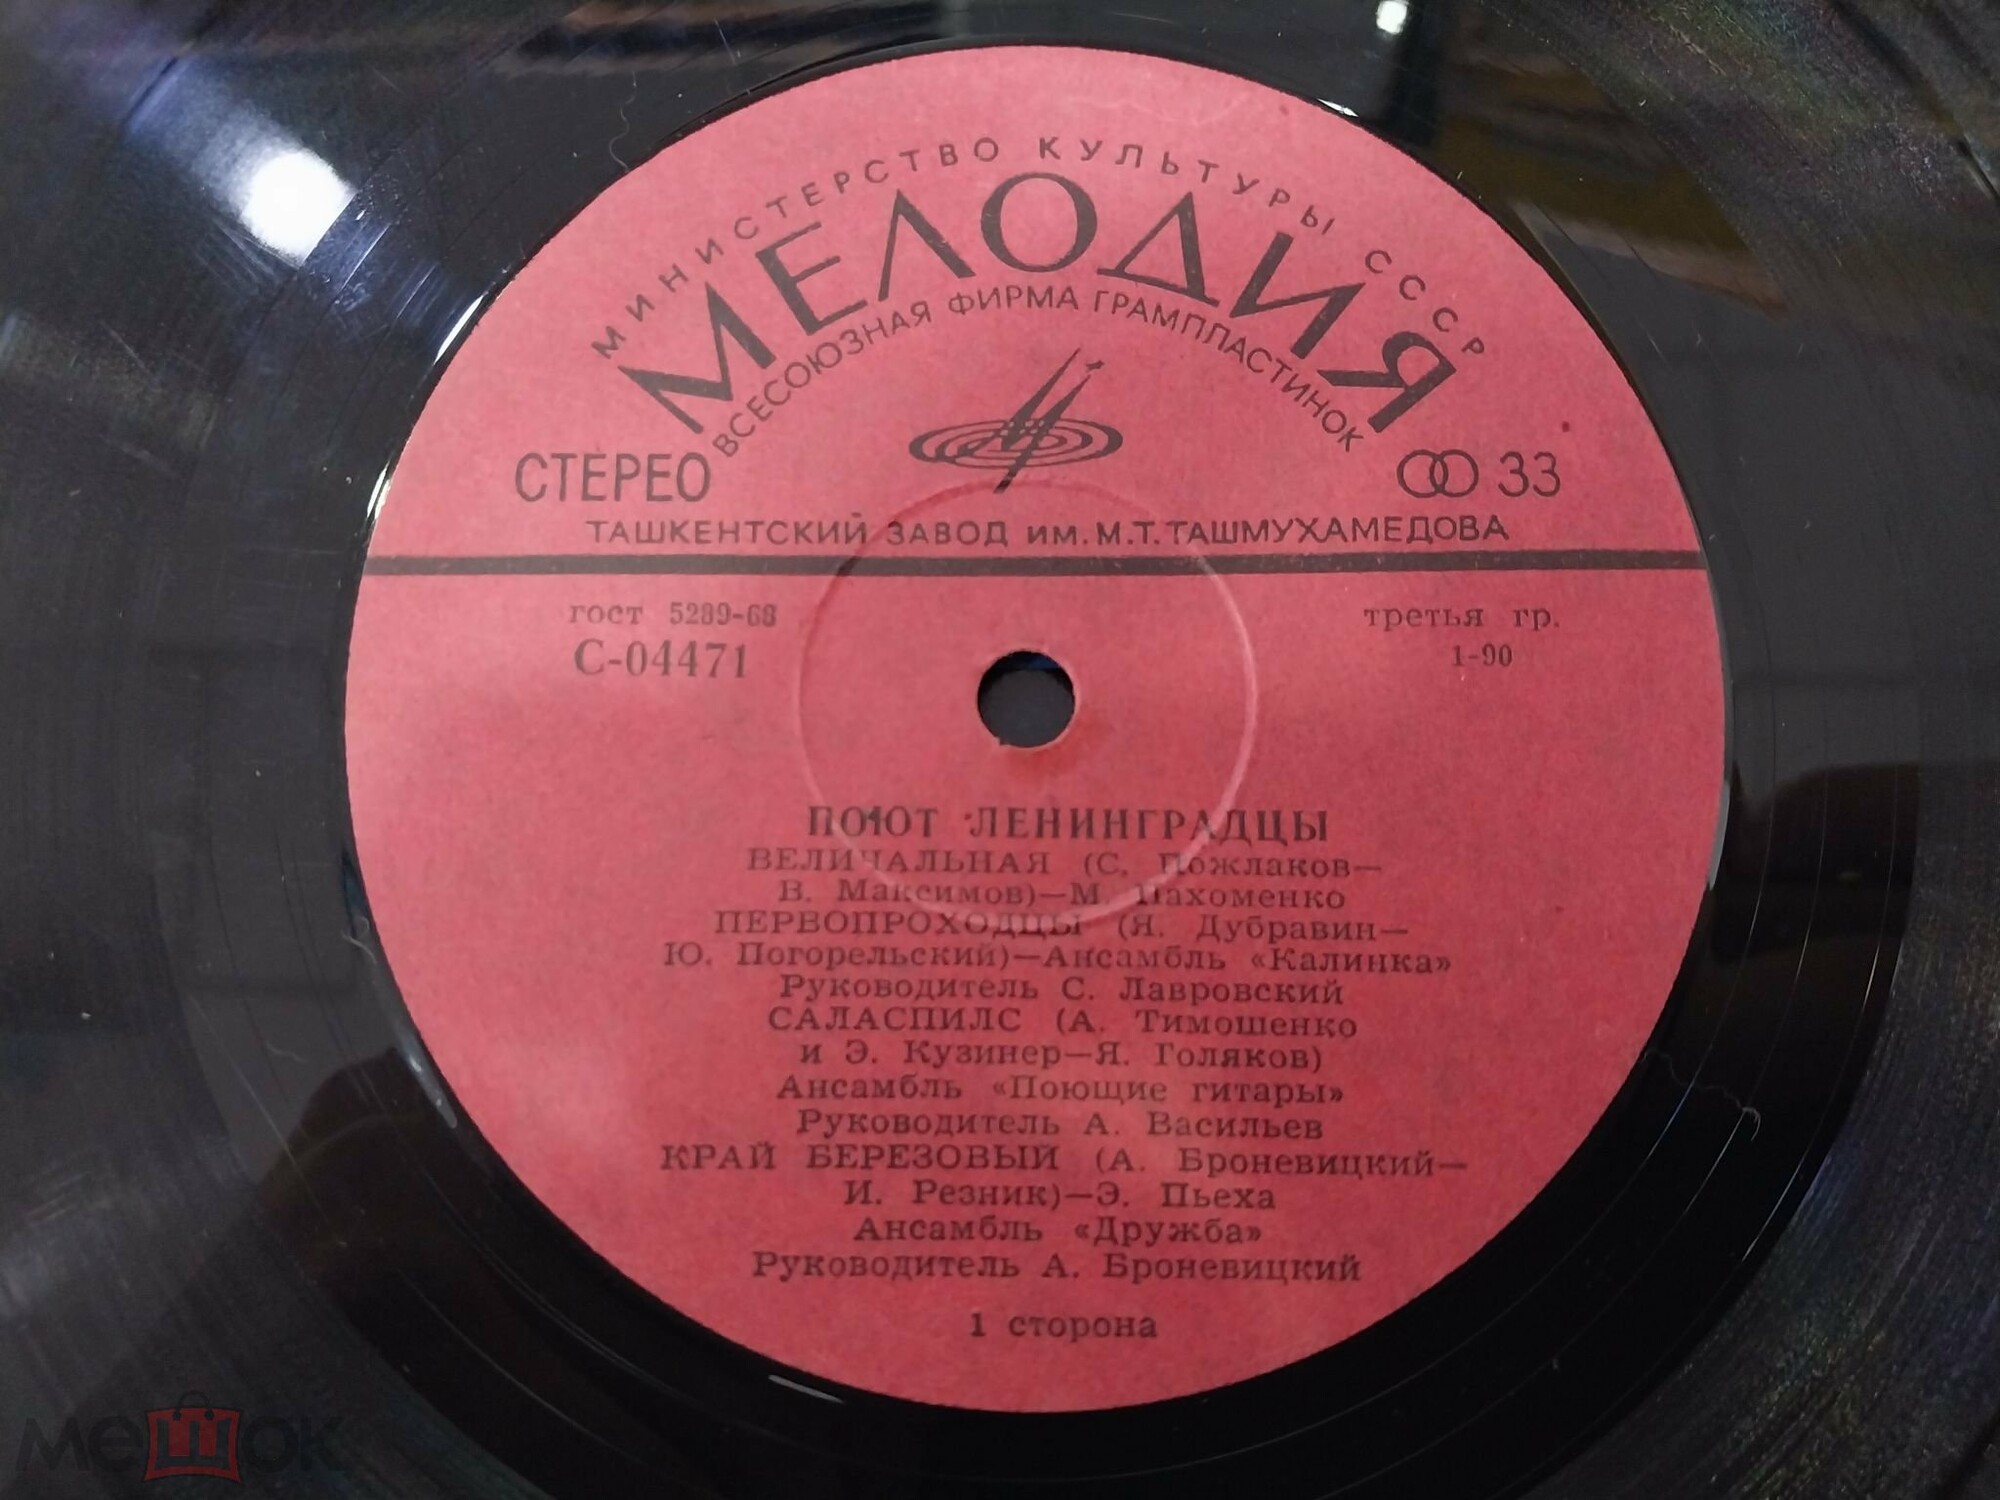 МИНИСТЕРСТВО КУЛЬТУРЫ СССР
МЕЛОДИЯ
ВСЕСОЮЗНАЯ ФИРМА ГРАМПЛАСТИНОК
СТЕРЕО
33
ТАШКЕНТСКИЙ ЗАВОД ИМ. М.Т. ТАШМУХАМЕДОВА
гост 5289-68
третья гр.
С-04471
1-90
ПОЮТ ЛЕНИНГРАДЦЫ
ВЕЛИЧАЛЬНАЯ (С. Пожлаков—
В. Максимов)—М. Пахоменко
ПЕРВОПРОХОДЦЫ (Я. Дубравин—
Ю. Погорельский)—Ансамбль «Калинка»
Руководитель С. Лавровский
САЛАСПИЛС (А. Тимошенко
и Э. Кузинер—Я. Голяков)
Ансамбль «Поющие гитары»
Руководитель А. Васильев
КРАЙ БЕРЕЗОВЫЙ (А. Броневицкий—
И. Резник)—Э. Пьеха
Ансамбль «Дружба»
Руководитель А. Броневицкий
1 сторона
мешок